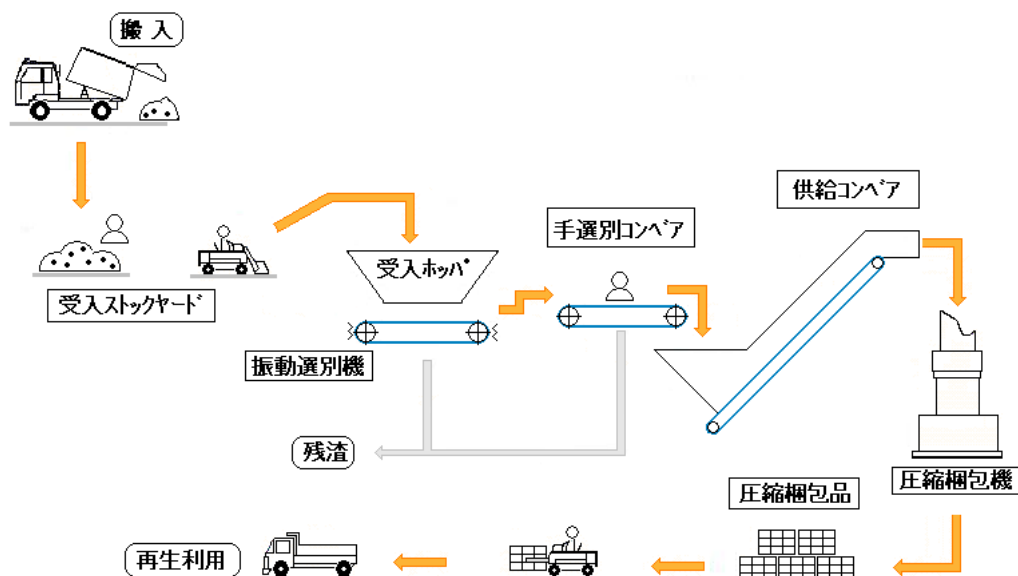 搬 入
供給コンベア
手選別コンベア
受入ホッパ
受入ストックヤード
振動選別機
残渣
圧縮梱包機
圧縮梱包品
再生利用